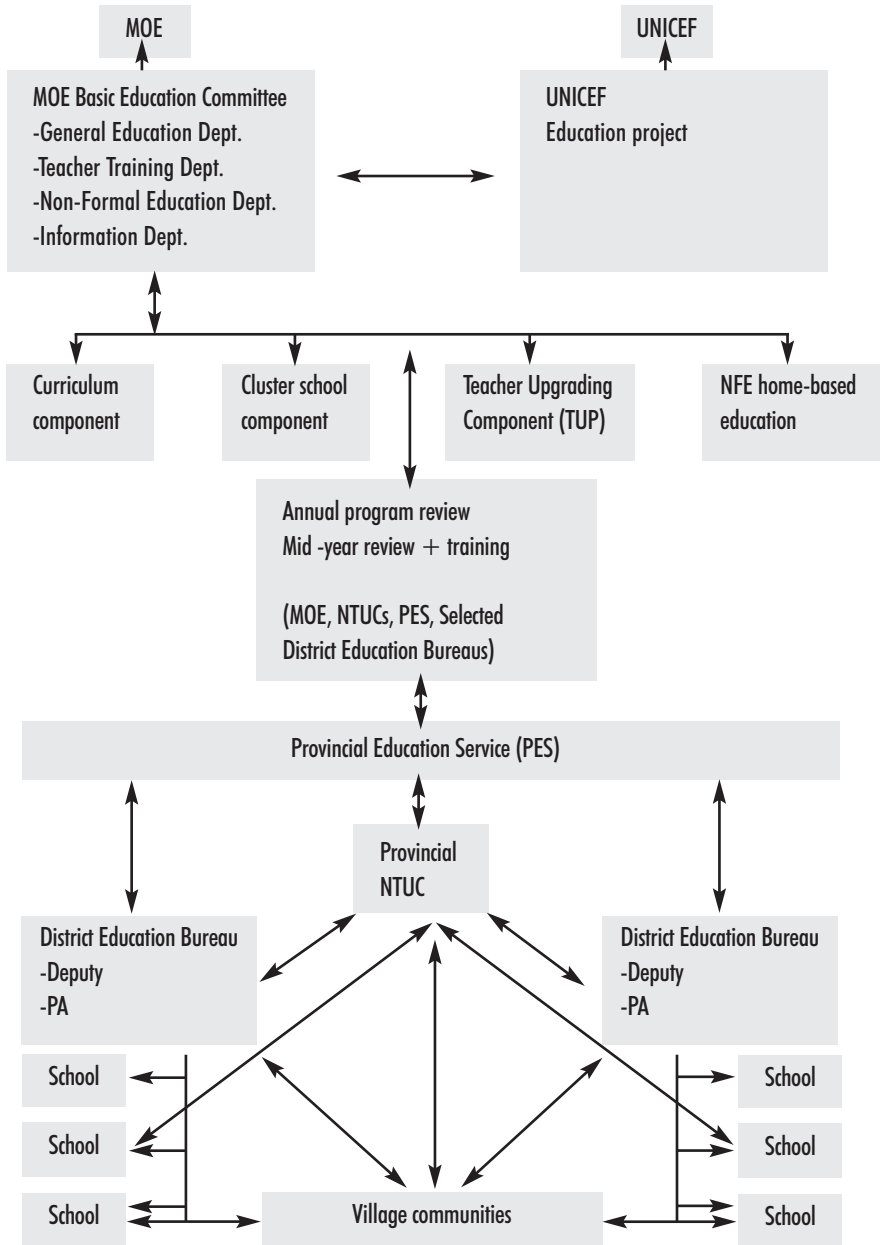 MOE
UNICEF
MOE Basic Education Committee
-General Education Dept.
-Teacher Training Dept.
-Non-Formal Education Dept.
-Information Dept.
UNICEF
Education project
Curriculum
component
Cluster school
component
Teacher Upgrading
Component (TUP)
NFE home-based
education
Annual program review
Mid -year review + training
(MOE, NTUCs, PES, Selected
District Education Bureaus)
Provincial Education Service (PES)
Provincial
NTUC
District Education Bureau
-Deputy
-PA
District Education Bureau
-Deputy
-PA
School
School
School
School
School
Village communities
School